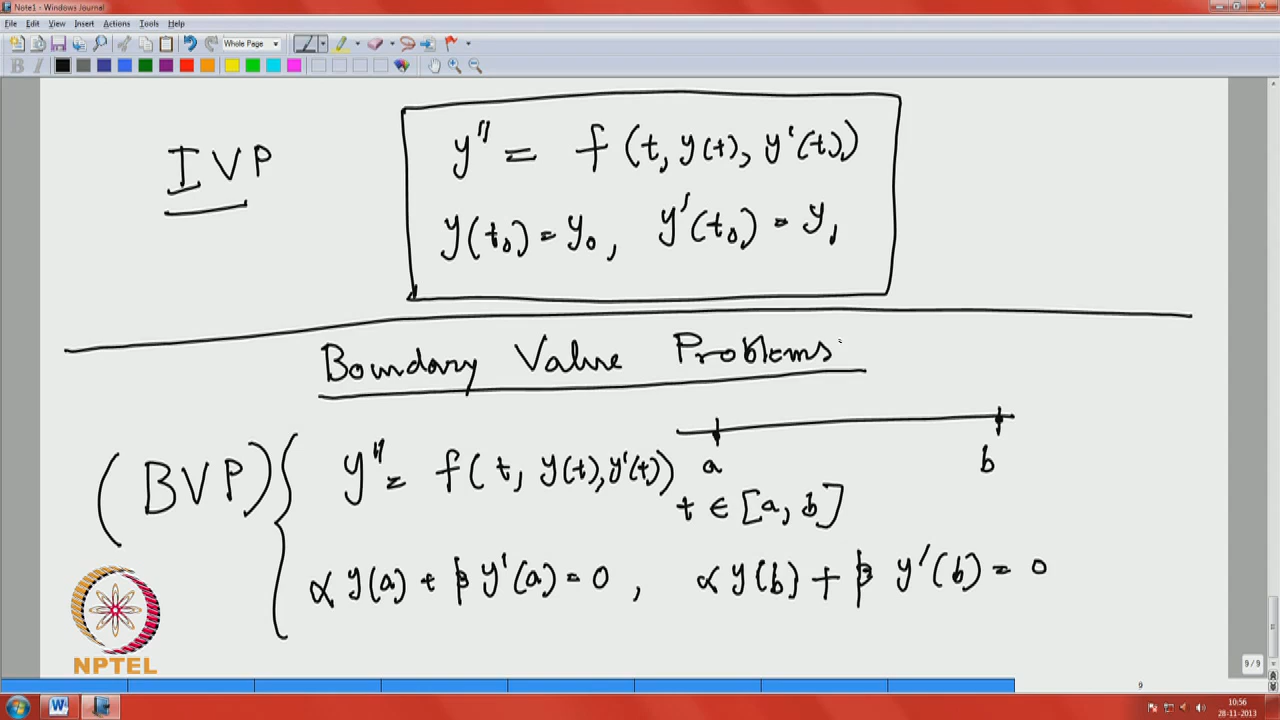 Note1 - Windows Journal
File Edit View Insert Actions Tools Help
Whole Page
B I
IVP
y'' = f(t, y(t), y'(t))
y(t₀) = y₀, y'(t₀) = y₁
Boundary Value Problems
(BVP) { y'' = f(t, y(t), y'(t))
a b
t ∈ [a, b]
α y(a) + β y'(a) = 0, α y(b) + β y'(b) = 0
NPTEL
9/9
9
10:56
28-11-2013